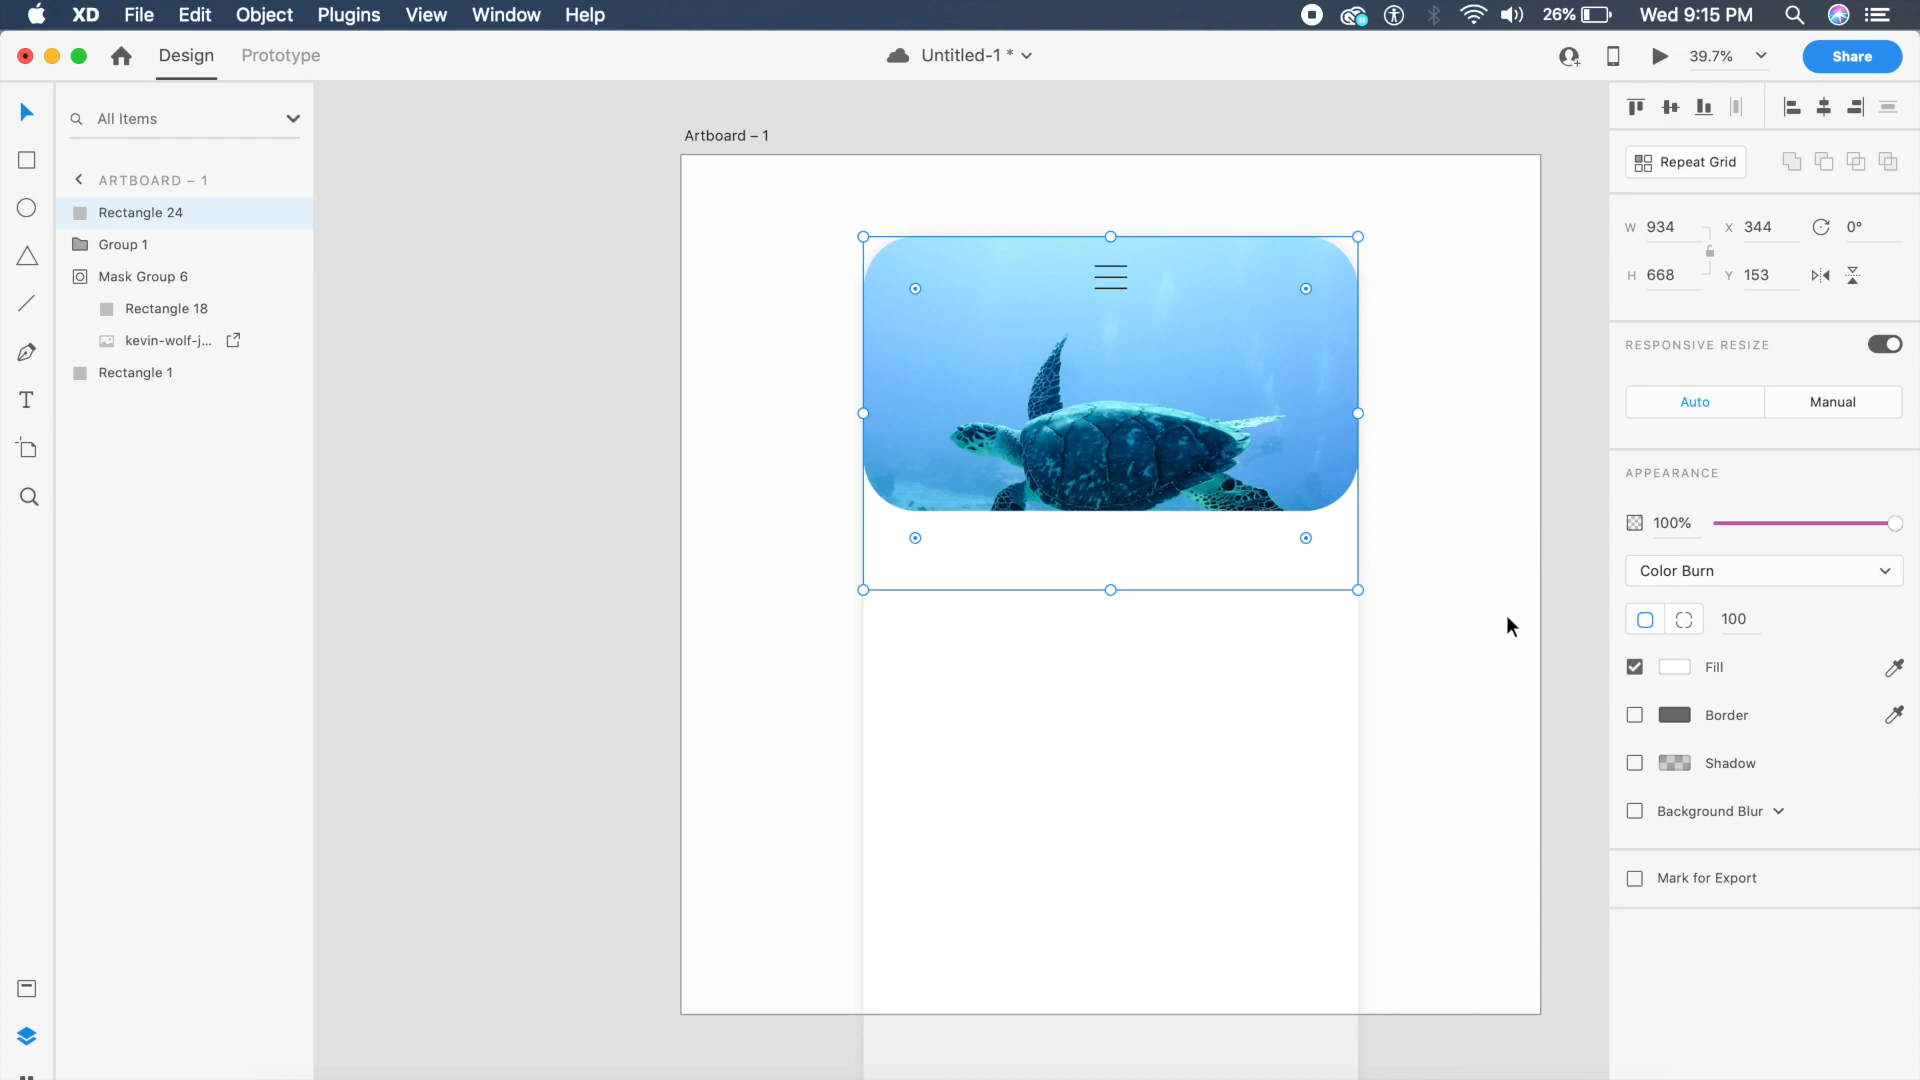 XD File Edit Object Plugins View Window Help 26% Wed 9:15 PM
Design Prototype Untitled-1 * 39.7% Share
All Items
ARTBOARD – 1
Rectangle 24
Group 1
Mask Group 6
Rectangle 18
kevin-wolf-j...
Rectangle 1
T
Artboard – 1
Repeat Grid
W 934 X 344 0°
H 668 Y 153
RESPONSIVE RESIZE
Auto Manual
APPEARANCE
100%
Color Burn
100
Fill
Border
Shadow
Background Blur
Mark for Export